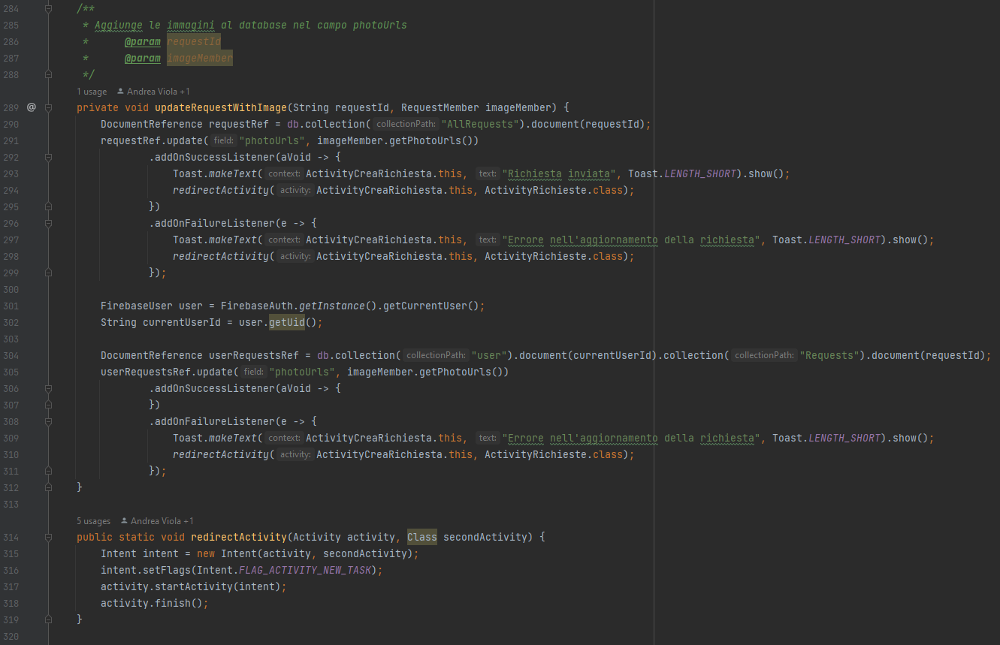 284 /**
285 * Aggiunge le immagini al database nel campo photoUrls
286 * @param requestId
287 * @param imageMember
288 */
1 usage Andrea Viola +1
289 @ private void updateRequestWithImage(String requestId, RequestMember imageMember) {
290 DocumentReference requestRef = db.collection( collectionPath: "AllRequests").document(requestId);
291 requestRef.update( field: "photoUrls", imageMember.getPhotoUrls())
292 .addOnSuccessListener(aVoid -> {
293 Toast.makeText( context: ActivityCreaRichiesta.this, text: "Richiesta inviata", Toast.LENGTH_SHORT).show();
294 redirectActivity( activity: ActivityCreaRichiesta.this, ActivityRichieste.class);
295 })
296 .addOnFailureListener(e -> {
297 Toast.makeText( context: ActivityCreaRichiesta.this, text: "Errore nell'aggiornamento della richiesta", Toast.LENGTH_SHORT).show();
298 redirectActivity( activity: ActivityCreaRichiesta.this, ActivityRichieste.class);
299 });
300
301 FirebaseUser user = FirebaseAuth.getInstance().getCurrentUser();
302 String currentUserId = user.getUid();
303
304 DocumentReference userRequestsRef = db.collection( collectionPath: "user").document(currentUserId).collection( collectionPath: "Requests").document(requestId);
305 userRequestsRef.update( field: "photoUrls", imageMember.getPhotoUrls())
306 .addOnSuccessListener(aVoid -> {
307 })
308 .addOnFailureListener(e -> {
309 Toast.makeText( context: ActivityCreaRichiesta.this, text: "Errore nell'aggiornamento della richiesta", Toast.LENGTH_SHORT).show();
310 redirectActivity( activity: ActivityCreaRichiesta.this, ActivityRichieste.class);
311 });
312 }
313
5 usages Andrea Viola +1
314 public static void redirectActivity(Activity activity, Class secondActivity) {
315 Intent intent = new Intent(activity, secondActivity);
316 intent.setFlags(Intent.FLAG_ACTIVITY_NEW_TASK);
317 activity.startActivity(intent);
318 activity.finish();
319 }
320